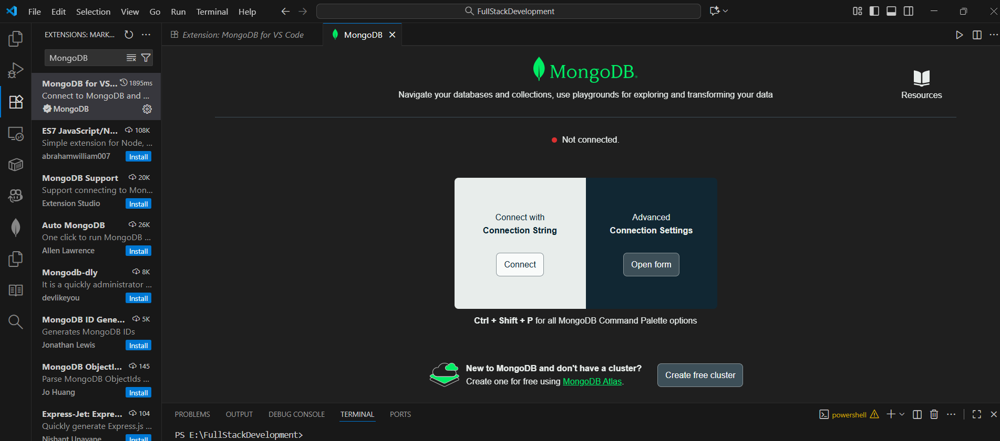 File Edit Selection View Go Run Terminal Help
FullStackDevelopment
EXTENSIONS: MARK...
Extension: MongoDB for VS Code
MongoDB
MongoDB
MongoDB for VS... 1895ms
Connect to MongoDB and ...
MongoDB
ES7 JavaScript/N... 108K
Simple extension for Node, ...
abrahamwilliam007 Install
MongoDB Support 20K
Support connecting to Mon...
Extension Studio Install
Auto MongoDB 26K
One click to run MongoDB ...
Allen Lawrence Install
Mongodb-dly 8K
It is a quickly administrator ...
devlikeyou Install
MongoDB ID Gene... 5K
Generates MongoDB IDs
Jonathan Lewis Install
MongoDB ObjectI... 145
Parse MongoDB ObjectIds ...
Jo Huang Install
Express-Jet: Expre... 104
Quickly generate Express.js ...
Nishant Unavane Install
MongoDB.
Navigate your databases and collections, use playgrounds for exploring and transforming your data
Resources
Not connected.
Connect with
Connection String
Connect
Advanced
Connection Settings
Open form
Ctrl + Shift + P for all MongoDB Command Palette options
New to MongoDB and don't have a cluster?
Create one for free using MongoDB Atlas.
Create free cluster
PROBLEMS OUTPUT DEBUG CONSOLE TERMINAL PORTS
powershell
PS E:\FullStackDevelopment>